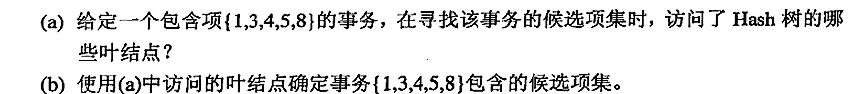 (a) 给定一个包含项{1,3,4,5,8}的事务，在寻找该事务的候选项集时，访问了 Hash 树的哪
些叶结点？
(b) 使用(a)中访问的叶结点确定事务{1,3,4,5,8}包含的候选项集。